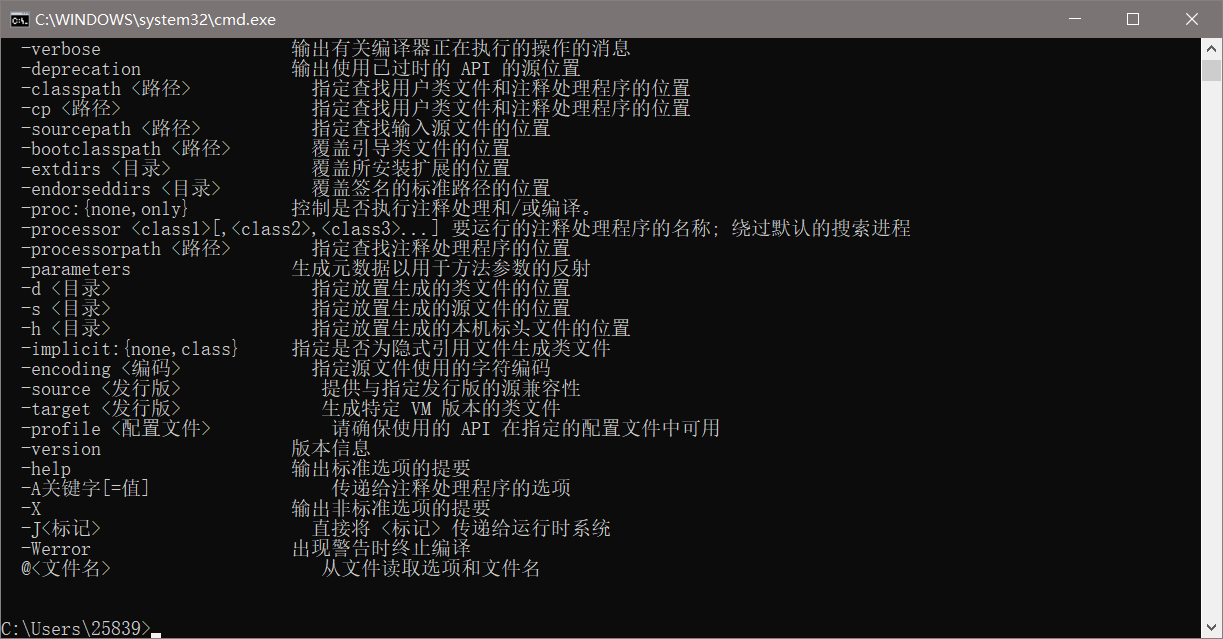 C:\WINDOWS\system32\cmd.exe
-verbose 输出有关编译器正在执行的操作的消息
-deprecation 输出使用已过时的 API 的源位置
-classpath <路径> 指定查找用户类文件和注释处理程序的位置
-cp <路径> 指定查找用户类文件和注释处理程序的位置
-sourcepath <路径> 指定查找输入源文件的位置
-bootclasspath <路径> 覆盖引导类文件的位置
-extdirs <目录> 覆盖所安装扩展的位置
-endorseddirs <目录> 覆盖签名的标准路径的位置
-proc:{none,only} 控制是否执行注释处理和/或编译。
-processor <class1>[,<class2>,<class3>...] 要运行的注释处理程序的名称; 绕过默认的搜索进程
-processorpath <路径> 指定查找注释处理程序的位置
-parameters 生成元数据以用于方法参数的反射
-d <目录> 指定放置生成的类文件的位置
-s <目录> 指定放置生成的源文件的位置
-h <目录> 指定放置生成的本机标头文件的位置
-implicit:{none,class} 指定是否为隐式引用文件生成类文件
-encoding <编码> 指定源文件使用的字符编码
-source <发行版> 提供与指定发行版的源兼容性
-target <发行版> 生成特定 VM 版本的类文件
-profile <配置文件> 请确保使用的 API 在指定的配置文件中可用
-version 版本信息
-help 输出标准选项的提要
-A关键字[=值] 传递给注释处理程序的选项
-X 输出非标准选项的提要
-J<标记> 直接将 <标记> 传递给运行时系统
-Werror 出现警告时终止编译
@<文件名> 从文件读取选项和文件名
C:\Users\25839>